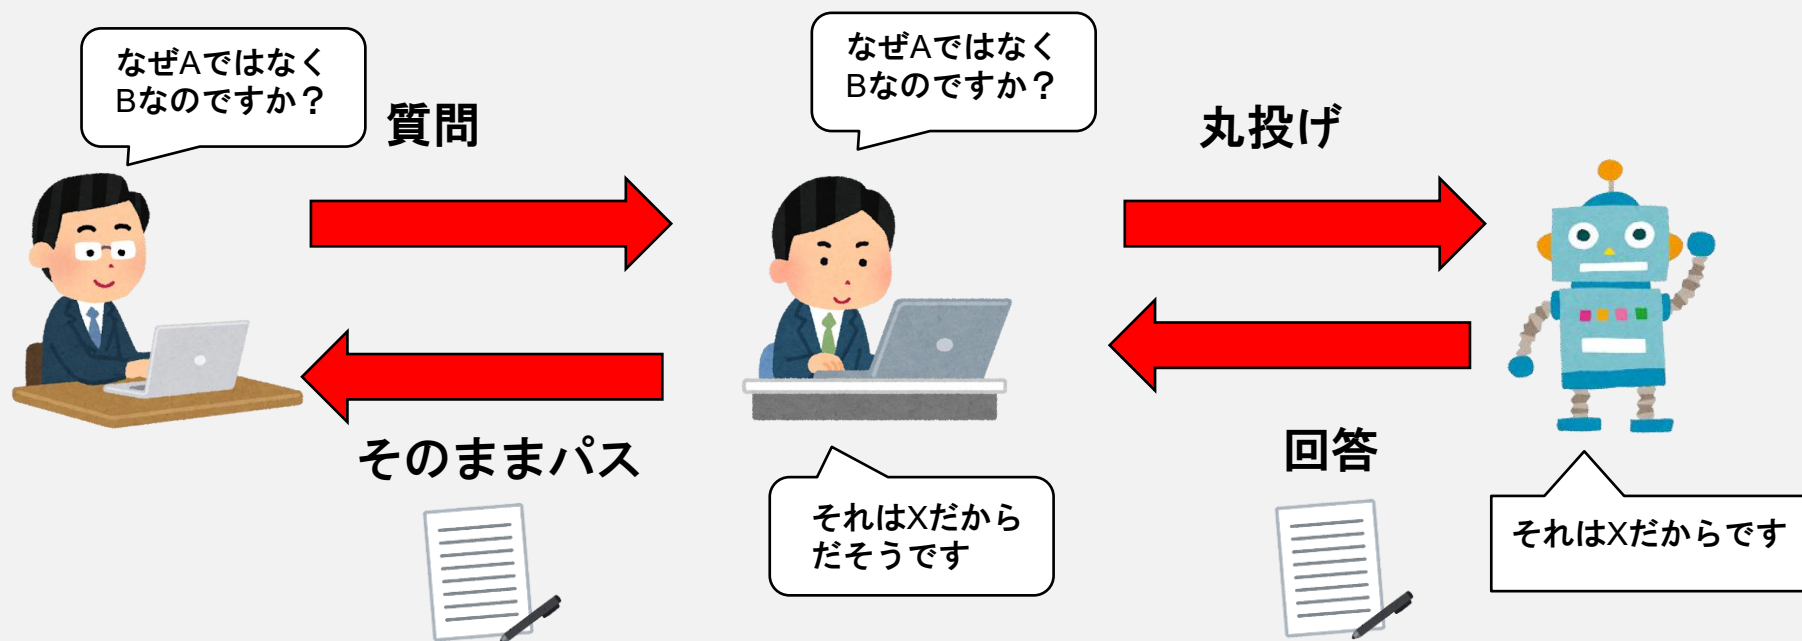 なぜAではなく
Bなのですか？
質問
なぜAではなく
Bなのですか？
丸投げ
そのままパス
それはXだから
だそうです
回答
それはXだからです